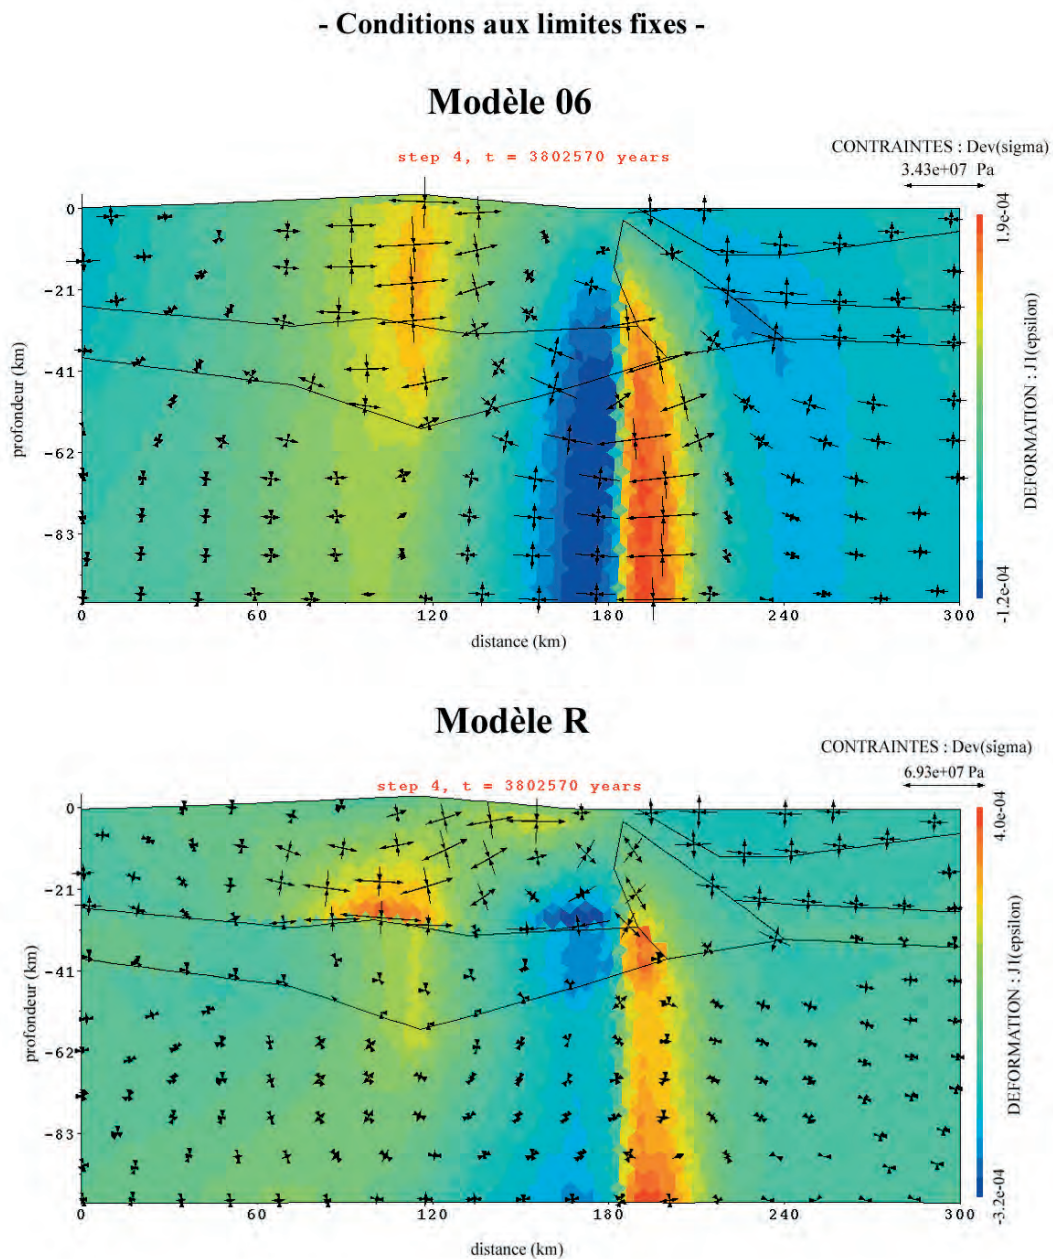 - Conditions aux limites fixes -
Modèle 06
step 4, t = 3802570 years
CONTRAINTES : Dev(sigma)
3.43e+07 Pa
0
-21
-41
-62
-83
profondeur (km)
0 60 120 180 240 300
distance (km)
1.9e-04
-1.2e-04
DEFORMATION : J1(epsilon)
Modèle R
step 4, t = 3802570 years
CONTRAINTES : Dev(sigma)
6.93e+07 Pa
0
-21
-41
-62
-83
profondeur (km)
0 60 120 180 240 300
distance (km)
4.0e-04
-3.2e-04
DEFORMATION : J1(epsilon)